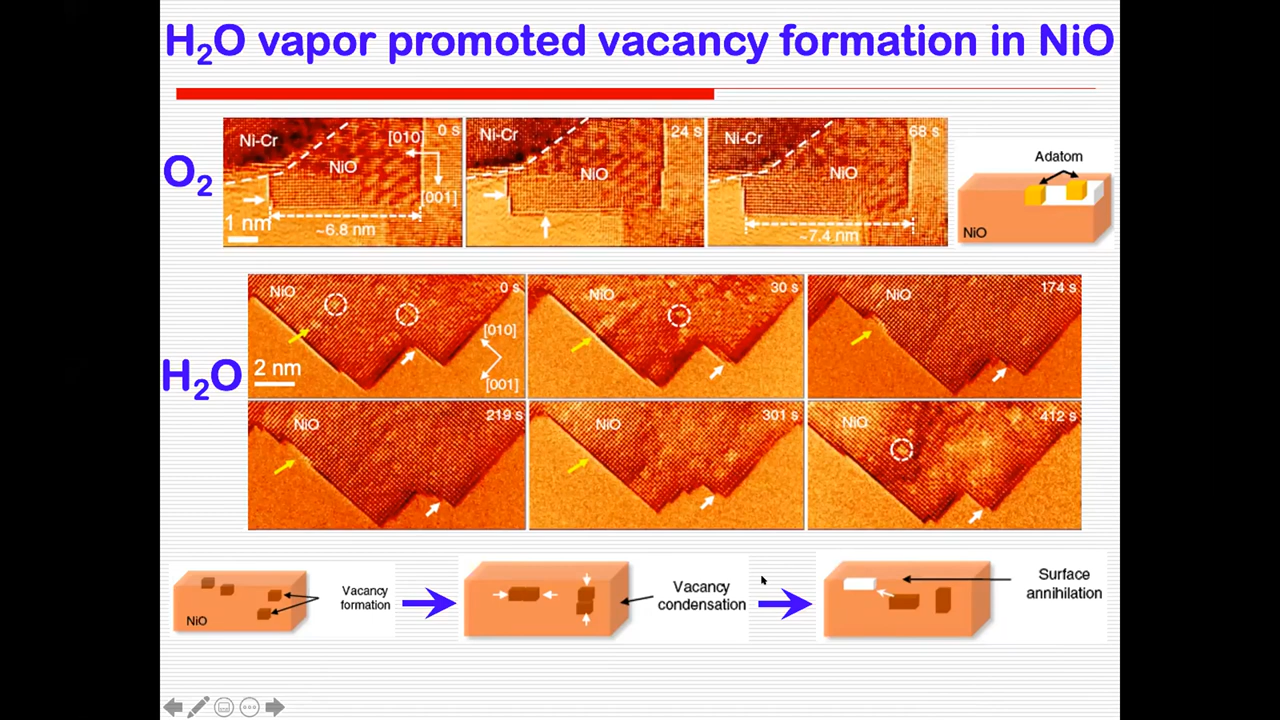 H₂O vapor promoted vacancy formation in NiO
O₂
Ni-Cr
0 s
[010]
NiO
[001]
1 nm
~6.8 nm
Ni-Cr
24 s
NiO
Ni-Cr
68 s
NiO
~7.4 nm
Adatom
NiO
H₂O
NiO
0 s
[010]
[001]
2 nm
NiO
30 s
NiO
174 s
NiO
219 s
NiO
301 s
NiO
412 s
NiO
Vacancy
formation
Vacancy
condensation
Surface
annihilation